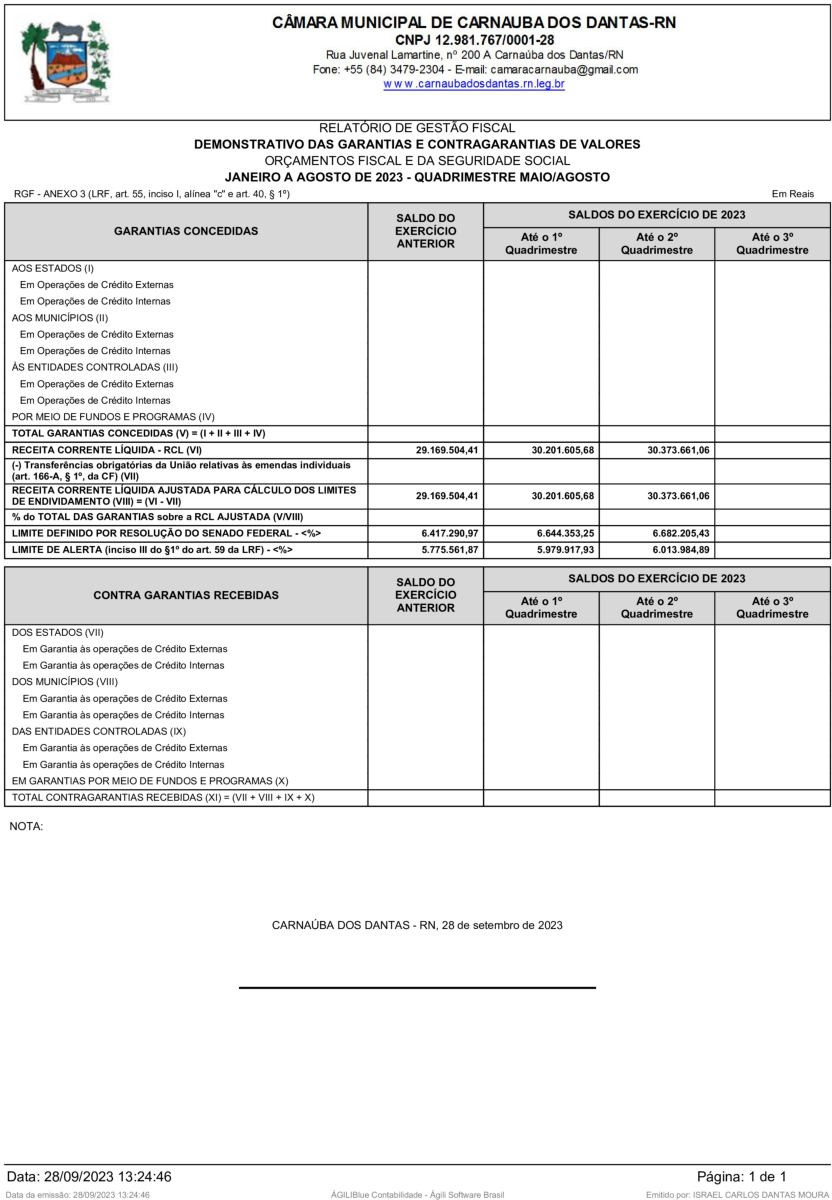 CÂMARA MUNICIPAL DE CARNAUBA DOS DANTAS-RN
CNPJ 12.981.767/0001-28
Rua Juvenal Lamartine, nº 200 A Carnaúba dos Dantas/RN
Fone: +55 (84) 3479-2304 - E-mail: camaracarnauba@gmail.com
www.carnaubadosdantas.rn.leg.br
RELATÓRIO DE GESTÃO FISCAL
DEMONSTRATIVO DAS GARANTIAS E CONTRAGARANTIAS DE VALORES
ORÇAMENTOS FISCAL E DA SEGURIDADE SOCIAL
JANEIRO A AGOSTO DE 2023 - QUADRIMESTRE MAIO/AGOSTO
RGF - ANEXO 3 (LRF, art. 55, inciso I, alínea "c" e art. 40, § 1º) Em Reais
GARANTIAS CONCEDIDAS
SALDO DO
EXERCÍCIO
ANTERIOR
SALDOS DO EXERCÍCIO DE 2023
Até o 1º
Quadrimestre
Até o 2º
Quadrimestre
Até o 3º
Quadrimestre
AOS ESTADOS (I)
Em Operações de Crédito Externas
Em Operações de Crédito Internas
AOS MUNICÍPIOS (II)
Em Operações de Crédito Externas
Em Operações de Crédito Internas
ÀS ENTIDADES CONTROLADAS (III)
Em Operações de Crédito Externas
Em Operações de Crédito Internas
POR MEIO DE FUNDOS E PROGRAMAS (IV)
TOTAL GARANTIAS CONCEDIDAS (V) = (I + II + III + IV)
RECEITA CORRENTE LÍQUIDA - RCL (VI) 29.169.504,41 30.201.605,68 30.373.661,06
(-) Transferências obrigatórias da União relativas às emendas individuais
(art. 166-A, § 1º, da CF) (VII)
RECEITA CORRENTE LÍQUIDA AJUSTADA PARA CÁLCULO DOS LIMITES
DE ENDIVIDAMENTO (VIII) = (VI - VII) 29.169.504,41 30.201.605,68 30.373.661,06
% do TOTAL DAS GARANTIAS sobre a RCL AJUSTADA (V/VIII)
LIMITE DEFINIDO POR RESOLUÇÃO DO SENADO FEDERAL - <%> 6.417.290,97 6.644.353,25 6.682.205,43
LIMITE DE ALERTA (inciso III do §1º do art. 59 da LRF) - <%> 5.775.561,87 5.979.917,93 6.013.984,89
CONTRA GARANTIAS RECEBIDAS
SALDO DO
EXERCÍCIO
ANTERIOR
SALDOS DO EXERCÍCIO DE 2023
Até o 1º
Quadrimestre
Até o 2º
Quadrimestre
Até o 3º
Quadrimestre
DOS ESTADOS (VII)
Em Garantia às operações de Crédito Externas
Em Garantia às operações de Crédito Internas
DOS MUNICÍPIOS (VIII)
Em Garantia às operações de Crédito Externas
Em Garantia às operações de Crédito Internas
DAS ENTIDADES CONTROLADAS (IX)
Em Garantia às operações de Crédito Externas
Em Garantia às operações de Crédito Internas
EM GARANTIAS POR MEIO DE FUNDOS E PROGRAMAS (X)
TOTAL CONTRAGARANTIAS RECEBIDAS (XI) = (VII + VIII + IX + X)
NOTA:
CARNAÚBA DOS DANTAS - RN, 28 de setembro de 2023
Data: 28/09/2023 13:24:46 Página: 1 de 1
Data da emissão: 28/09/2023 13:24:46 ÁGILIBlue Contabilidade - Ágili Software Brasil Emitido por: ISRAEL CARLOS DANTAS MOURA